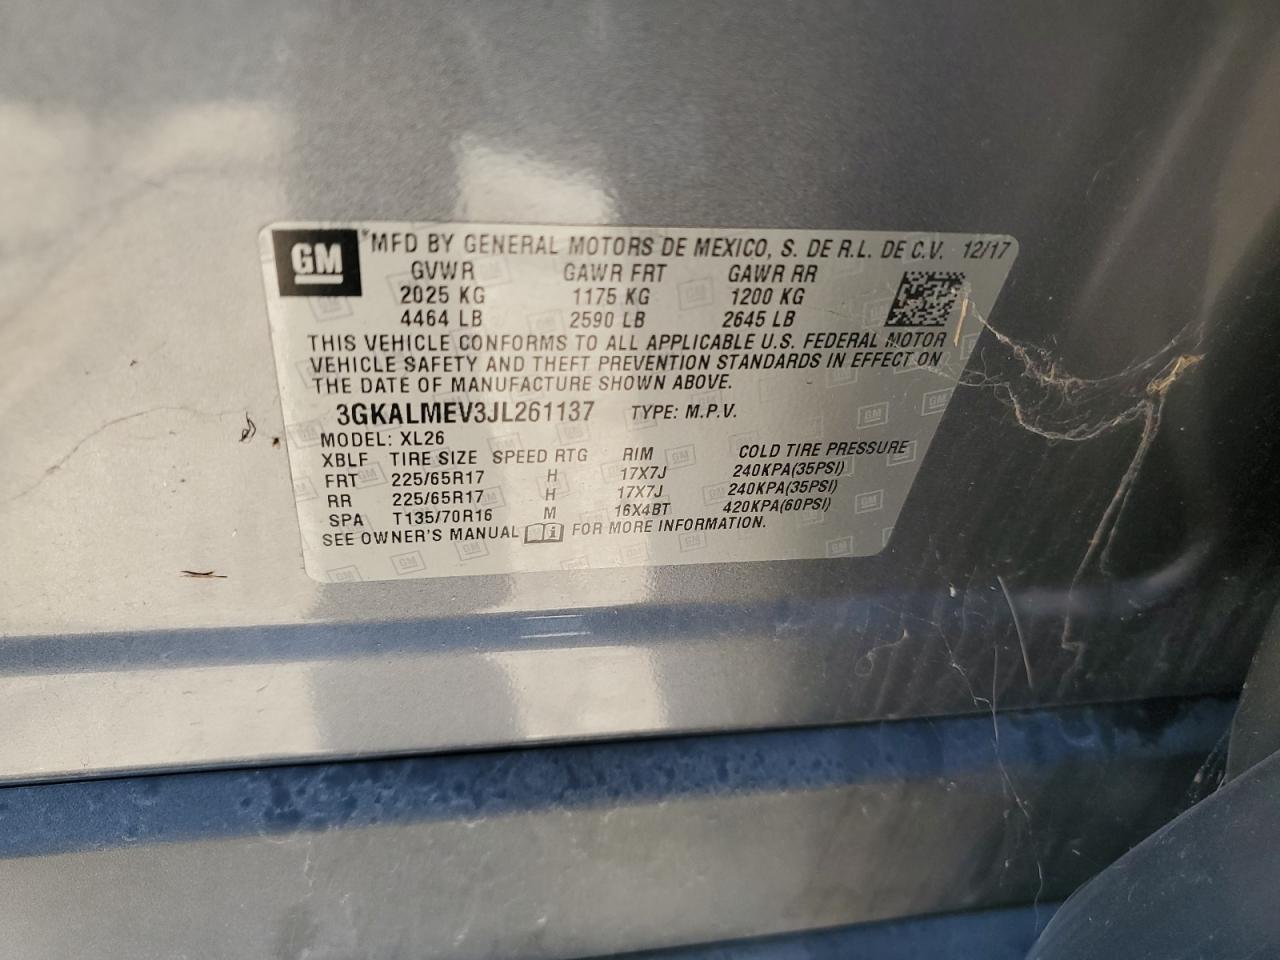 GM
*MFD BY GENERAL MOTORS DE MEXICO, S. DE R.L. DE C.V. 12/17
GVWR GAWR FRT GAWR RR
2025 KG 1175 KG 1200 KG
4464 LB 2590 LB 2645 LB
THIS VEHICLE CONFORMS TO ALL APPLICABLE U.S. FEDERAL MOTOR
VEHICLE SAFETY AND THEFT PREVENTION STANDARDS IN EFFECT ON
THE DATE OF MANUFACTURE SHOWN ABOVE.
3GKALMEV3JL261137 TYPE: M.P.V.
MODEL: XL26
XBLF TIRE SIZE SPEED RTG RIM COLD TIRE PRESSURE
FRT 225/65R17 H 17X7J 240KPA(35PSI)
RR 225/65R17 H 17X7J 240KPA(35PSI)
SPA T135/70R16 M 16X4BT 420KPA(60PSI)
SEE OWNER'S MANUAL FOR MORE INFORMATION.